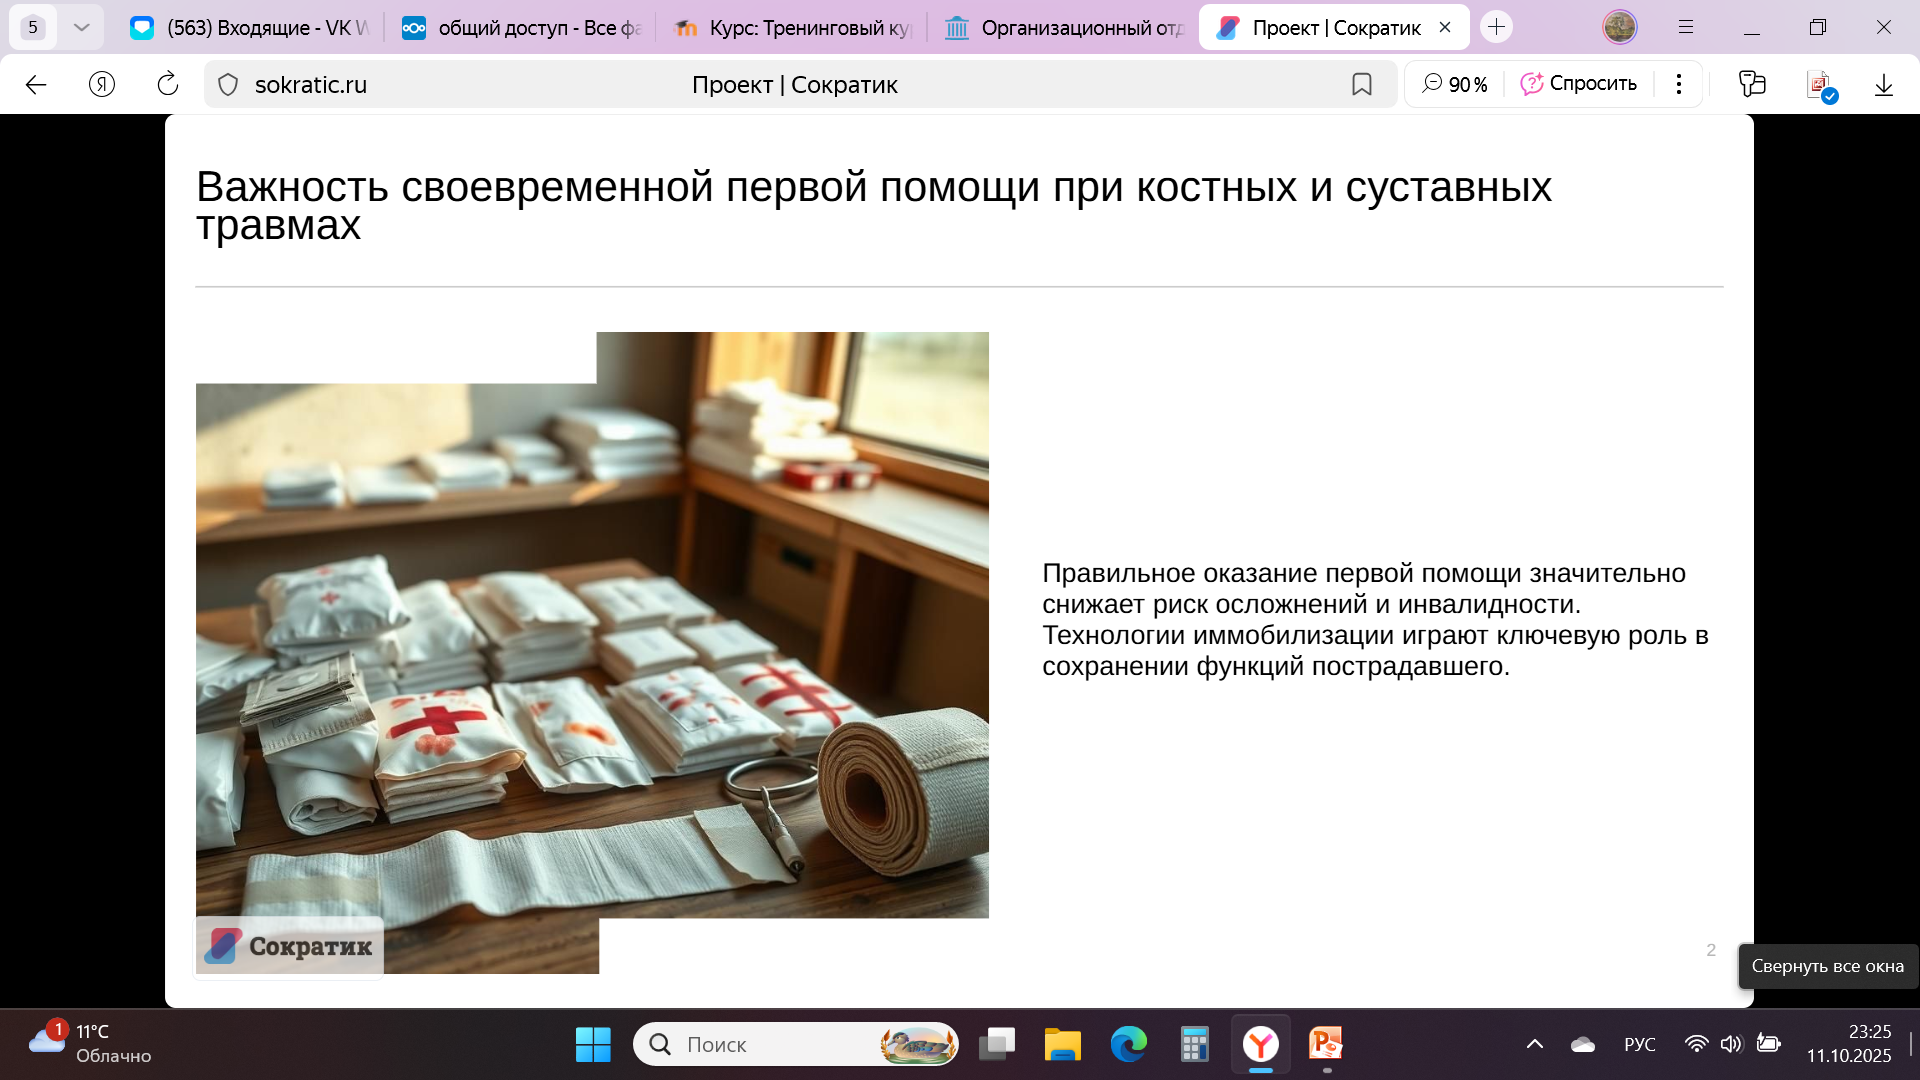 5
(563) Входящие - VK W
общий доступ - Все фа
Курс: Тренинговый ку
Организационный отд
Проект | Сократик
Я
sokratic.ru
Проект | Сократик
90 %
Спросить
Важность своевременной первой помощи при костных и суставных
травмах
Правильное оказание первой помощи значительно
снижает риск осложнений и инвалидности.
Технологии иммобилизации играют ключевую роль в
сохранении функций пострадавшего.
Сократик
2
Свернуть все окна
1
11°C
Облачно
Поиск
РУС
23:25
11.10.2025